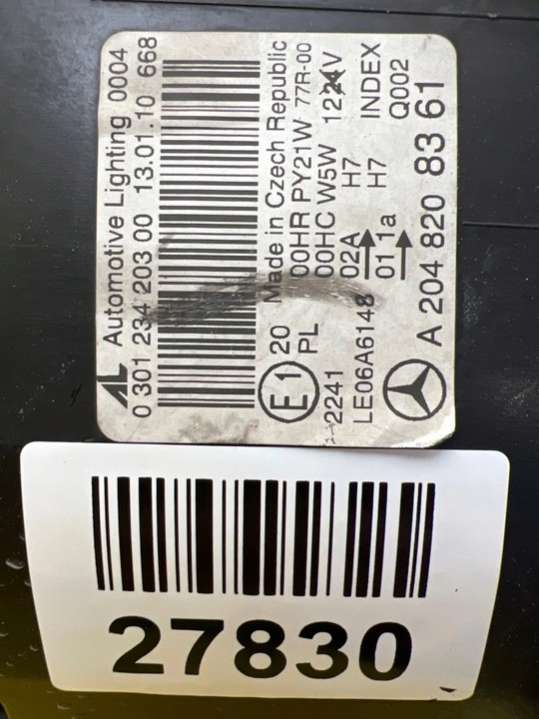 AL Automotive Lighting 0004
0 301 234 203 00 13.01.10 668
E1 20 Made in Czech Republic
PL 00HR PY21W 77R-00
2241 00HC W5W 1224V
LE06A6148 02A H7 INDEX
01 1a H7 Q002
A 204 820 83 61
27830